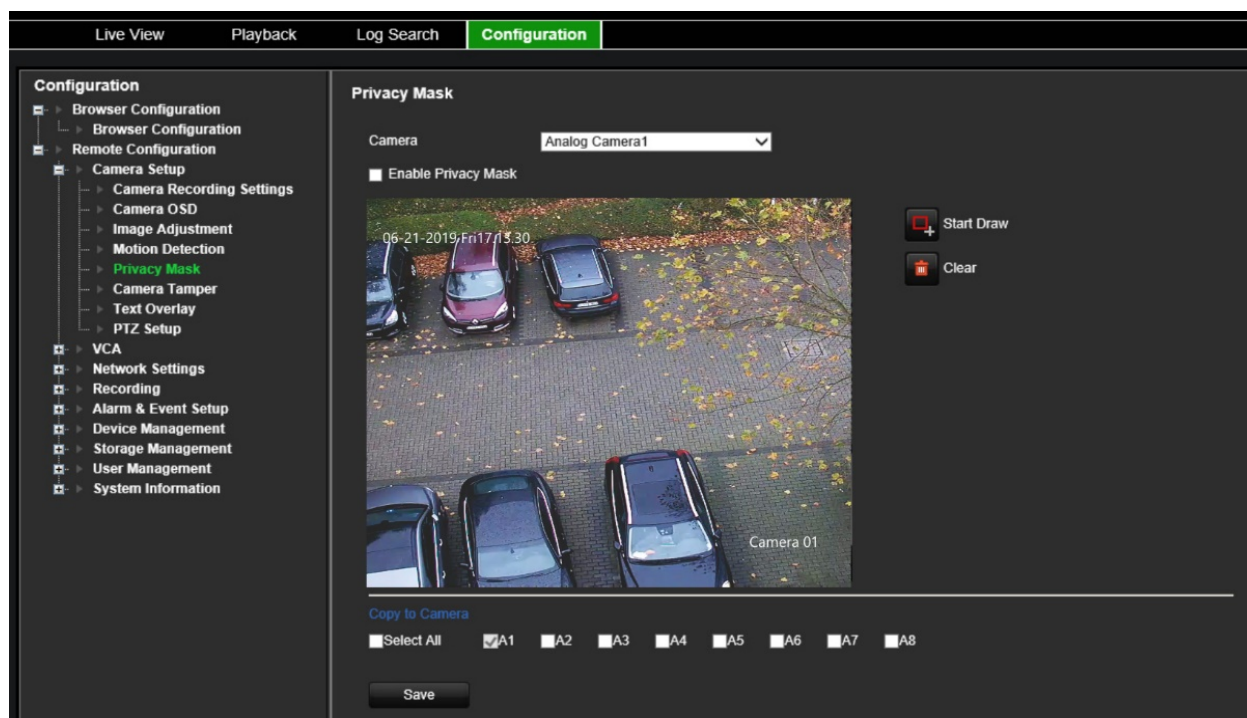 Live View Playback Log Search Configuration
Configuration
Browser Configuration
Browser Configuration
Remote Configuration
Camera Setup
Camera Recording Settings
Camera OSD
Image Adjustment
Motion Detection
Privacy Mask
Camera Tamper
Text Overlay
PTZ Setup
VCA
Network Settings
Recording
Alarm & Event Setup
Device Management
Storage Management
User Management
System Information
Privacy Mask
Camera Analog Camera1
Enable Privacy Mask
06-21-2019 Fri17:13:30
Camera 01
Start Draw
Clear
Copy to Camera
Select All A1 A2 A3 A4 A5 A6 A7 A8
Save